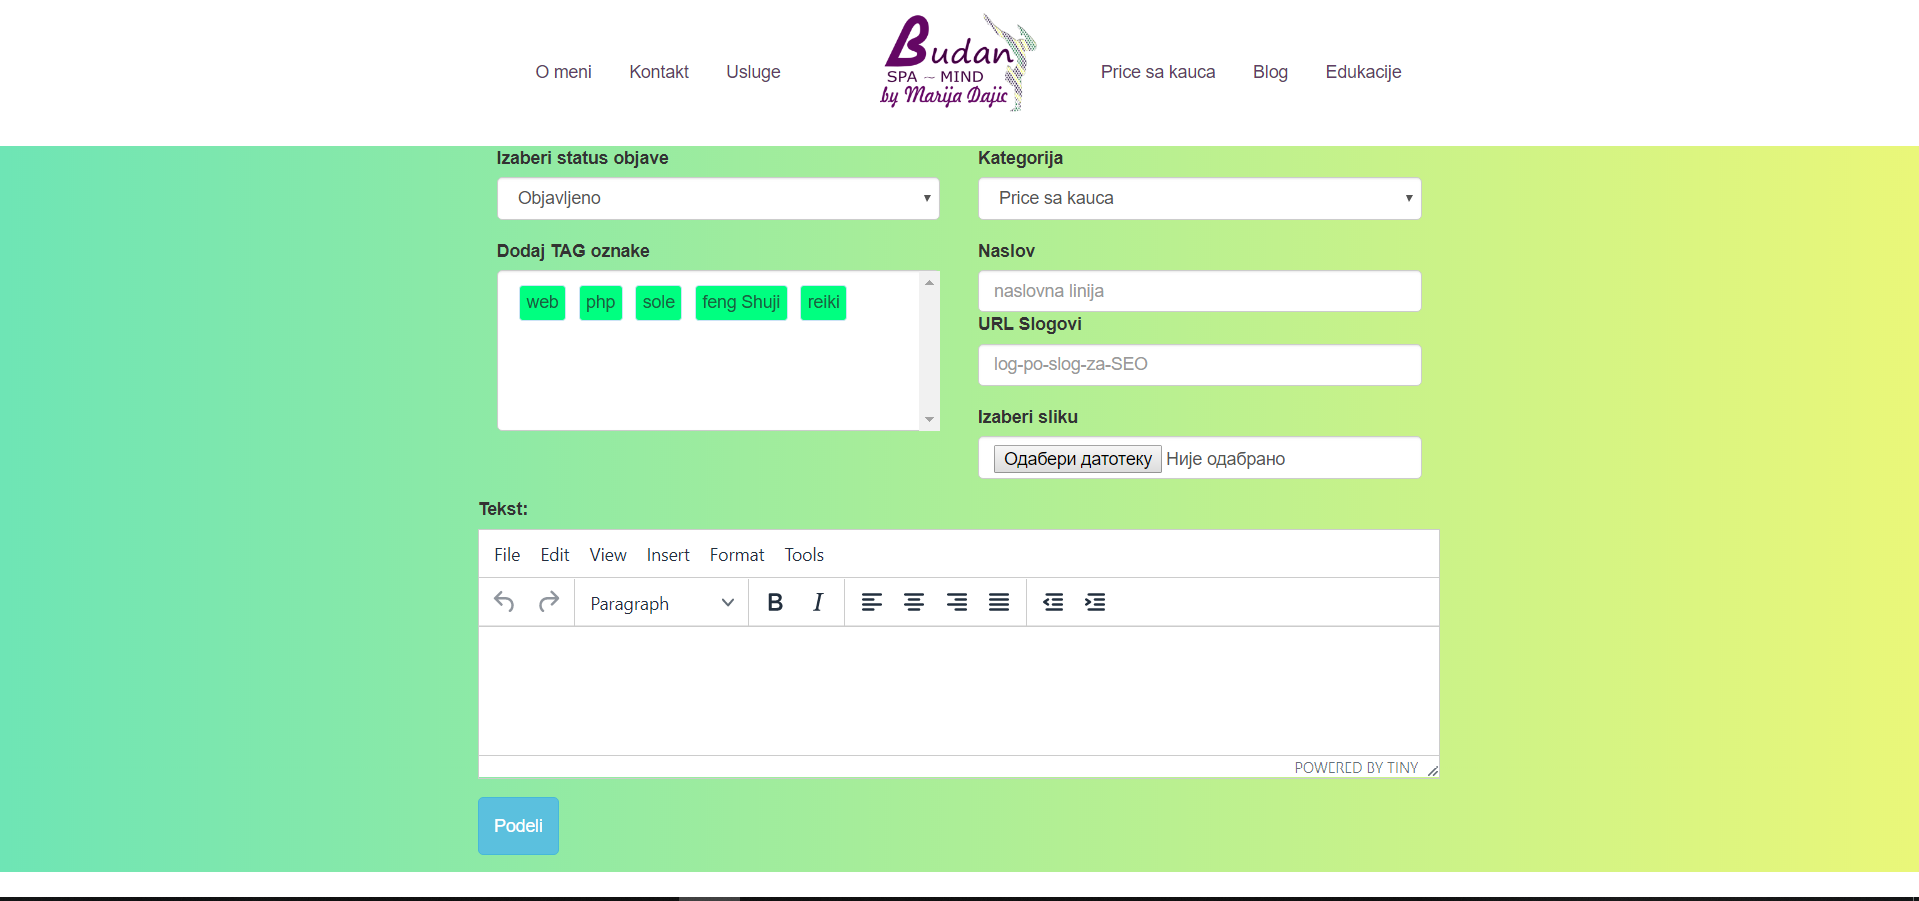 O meni Kontakt Usluge
Budan
SPA ~ MIND
by Marija Dajic
Price sa kauca Blog Edukacije
Izaberi status objave
Objavljeno
Dodaj TAG oznake
web php sole feng Shuji reiki
Kategorija
Price sa kauca
Naslov
naslovna linija
URL Slogovi
log-po-slog-za-SEO
Izaberi sliku
Одабери датотеку Није одабрано
Tekst:
File Edit View Insert Format Tools
Paragraph B I
POWERED BY TINY
Podeli